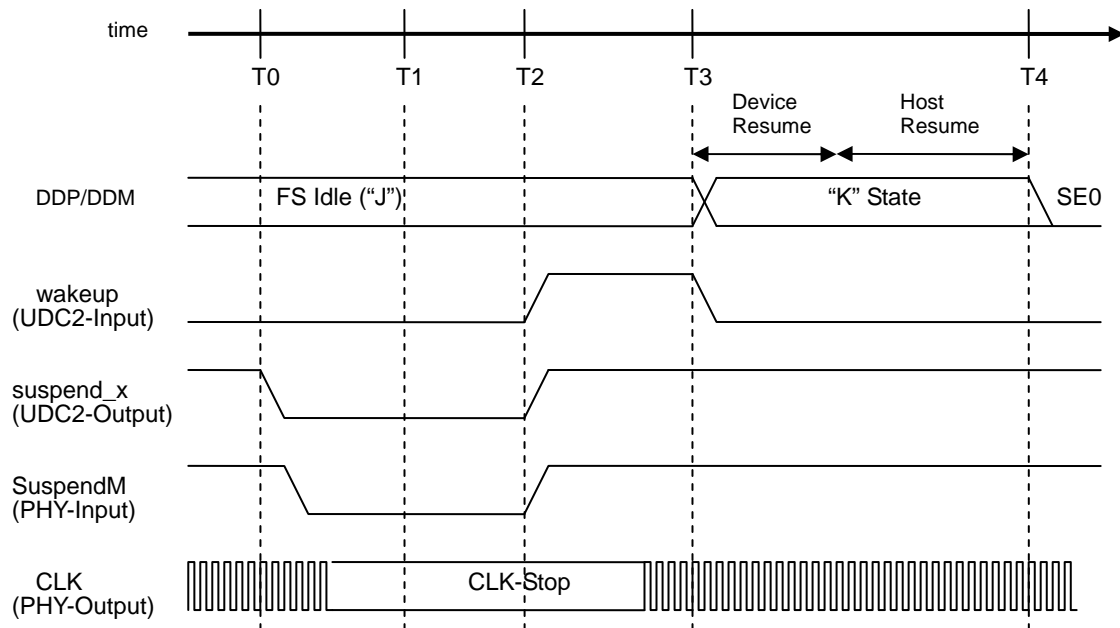 time
T0 T1 T2 T3 T4
Device Host
Resume Resume
DDP/DDM FS Idle (“J”) “K” State SE0
wakeup
(UDC2-Input)
suspend_x
(UDC2-Output)
SuspendM
(PHY-Input)
CLK CLK-Stop
(PHY-Output)